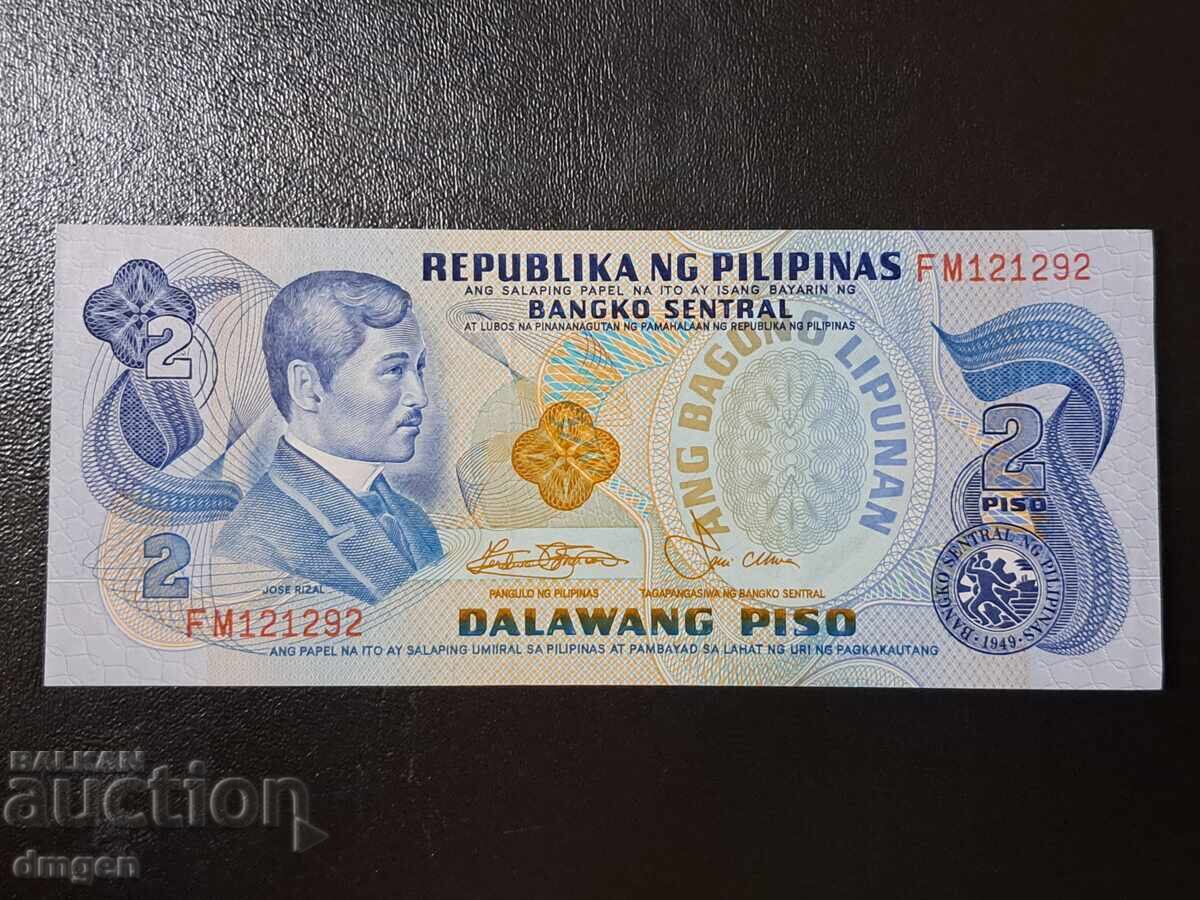 REPUBLIKA NG PILIPINAS
FM121292
ANG SALAPING PAPEL NA ITO AY ISANG BAYARIN NG
BANGKO SENTRAL
AT LUBOS NA PINANANAGUTAN NG PAMAHALAAN NG REPUBLIKA NG PILIPINAS
2
ANG BAGONG LIPUNAN
2
PISO
2
JOSE RIZAL
PANGULO NG PILIPINAS
TAGAPANGASIWA NG BANGKO SENTRAL
BANGKO SENTRAL NG PILIPINAS
1949
FM121292
DALAWANG PISO
ANG PAPEL NA ITO AY SALAPING UMIIRAL SA PILIPINAS AT PAMBAYAD SA LAHAT NG URI NG PAGKAKAUTANG
BALKAN
auction
dmgen